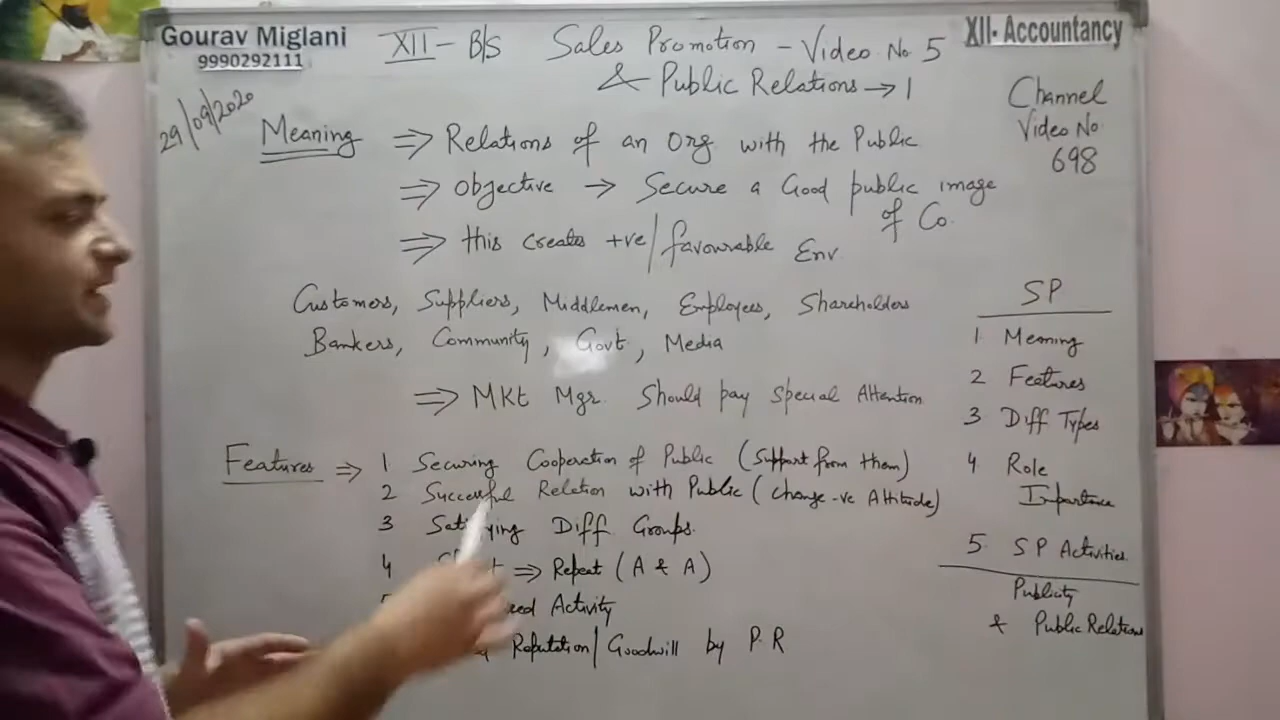 Gourav Miglani
9990292111
XII - B/S Sales Promotion - Video No 5
& Public Relations → 1
XII- Accountancy
29/09/2020
Channel
Video No
698
Meaning ⇒ Relations of an Org with the Public
⇒ Objective → Secure a Good public image
of Co.
⇒ this creates +ve/favourable Env
Customers, Suppliers, Middlemen, Employees, Shareholders
Bankers, Community, Govt, Media
⇒ MKt Mgr. Should pay special Attention
Features ⇒ 1 Securing Cooperation of Public (Support from them)
2 Successful Relation with Public (change -ve Attitude)
3 Satisfying Diff Groups.
4 ⇒ Repeat (A & A)
Activity
Reputation/Goodwill by P.R
SP
1 Meaning
2 Features
3 Diff Types
4 Role
Importance
5. SP Activities.
Publicity
& Public Relations